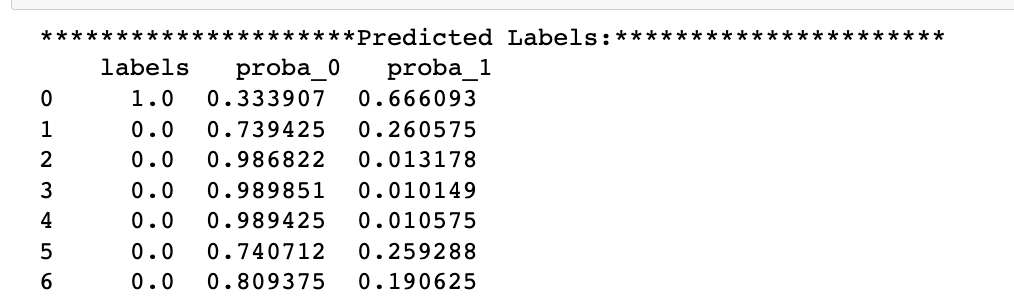 *********************Predicted Labels:**********************
labels proba_0 proba_1
0 1.0 0.333907 0.666093
1 0.0 0.739425 0.260575
2 0.0 0.986822 0.013178
3 0.0 0.989851 0.010149
4 0.0 0.989425 0.010575
5 0.0 0.740712 0.259288
6 0.0 0.809375 0.190625